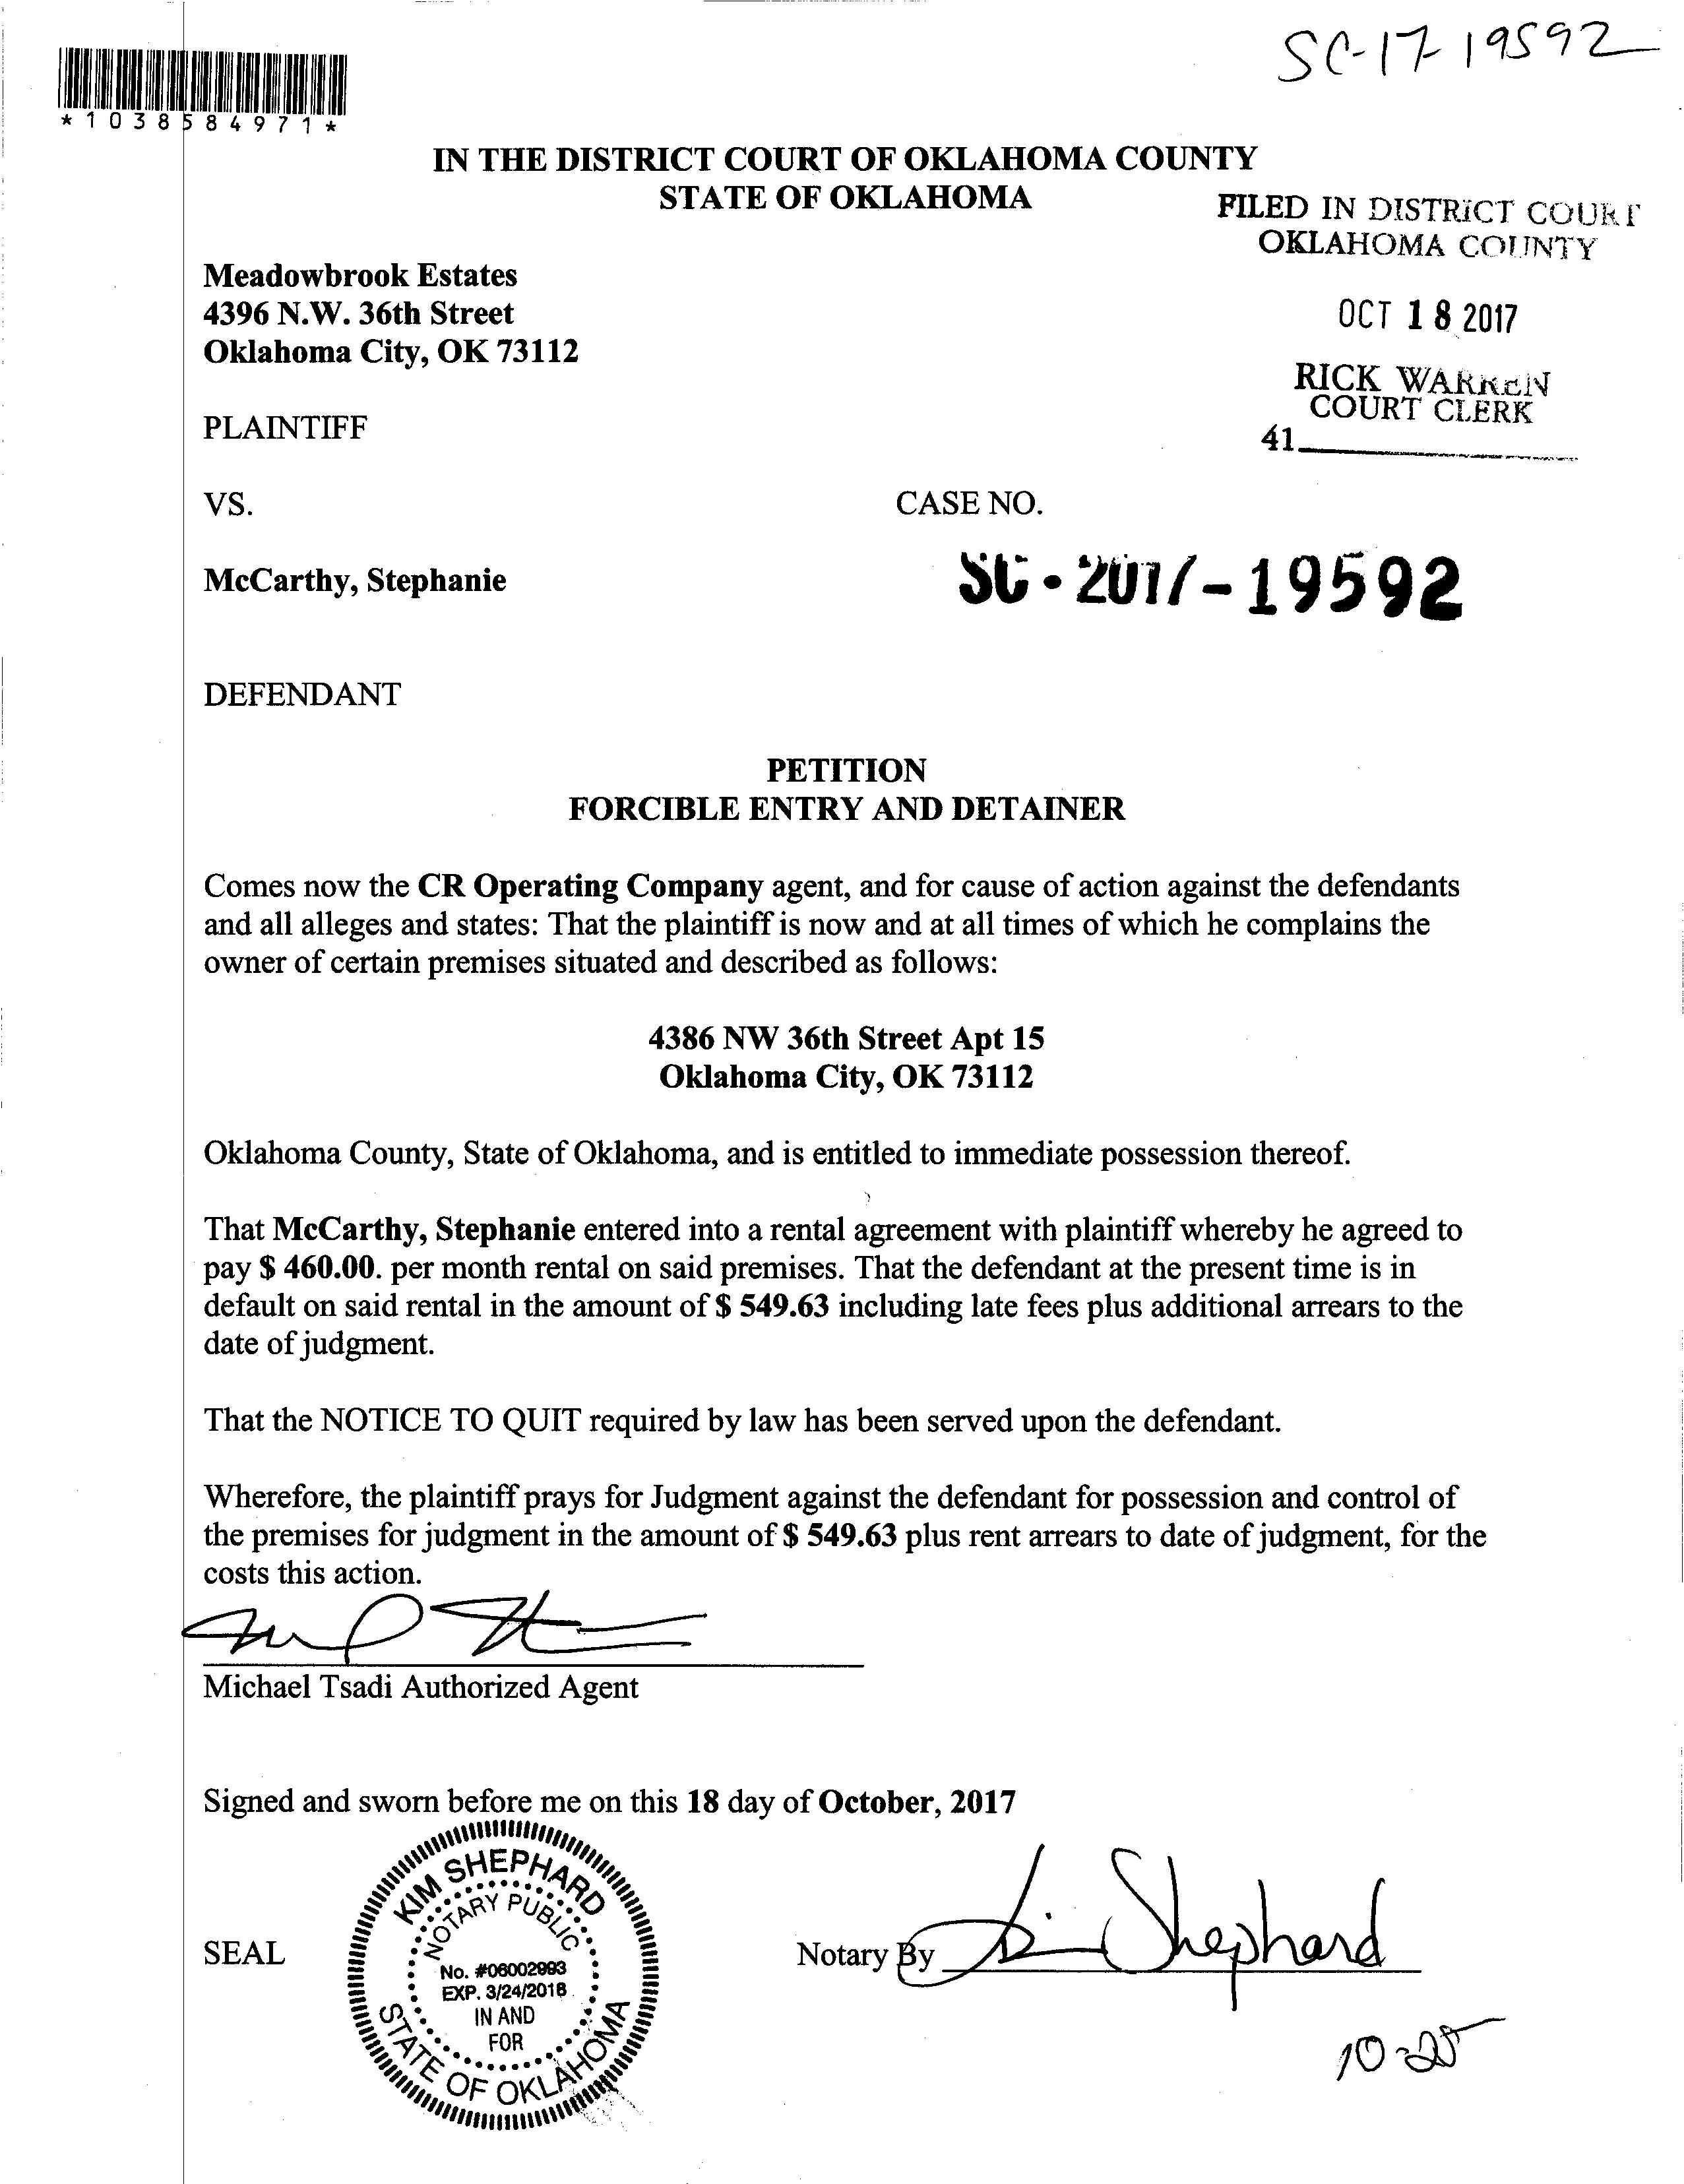 SC-17-19592
*1038584971*
IN THE DISTRICT COURT OF OKLAHOMA COUNTY
STATE OF OKLAHOMA
FILED IN DISTRICT COURT
OKLAHOMA COUNTY
Meadowbrook Estates
4396 N.W. 36th Street
Oklahoma City, OK 73112
OCT 18 2017
RICK WARREN
COURT CLERK
PLAINTIFF
41
VS.
CASE NO.
McCarthy, Stephanie
SC-2017-19592
DEFENDANT
PETITION
FORCIBLE ENTRY AND DETAINER
Comes now the CR Operating Company agent, and for cause of action against the defendants
and all alleges and states: That the plaintiff is now and at all times of which he complains the
owner of certain premises situated and described as follows:
4386 NW 36th Street Apt 15
Oklahoma City, OK 73112
Oklahoma County, State of Oklahoma, and is entitled to immediate possession thereof.
That McCarthy, Stephanie entered into a rental agreement with plaintiff whereby he agreed to
pay $ 460.00. per month rental on said premises. That the defendant at the present time is in
default on said rental in the amount of $ 549.63 including late fees plus additional arrears to the
date of judgment.
That the NOTICE TO QUIT required by law has been served upon the defendant.
Wherefore, the plaintiff prays for Judgment against the defendant for possession and control of
the premises for judgment in the amount of $ 549.63 plus rent arrears to date of judgment, for the
costs this action.
Michael Tsadi Authorized Agent
Signed and sworn before me on this 18 day of October, 2017
KIM SHEPHARD
NOTARY PUBLIC
No. #06002993
EXP. 3/24/2018
IN AND
FOR
STATE OF OKLAHOMA
SEAL
Notary By Kim Shephard
10-25